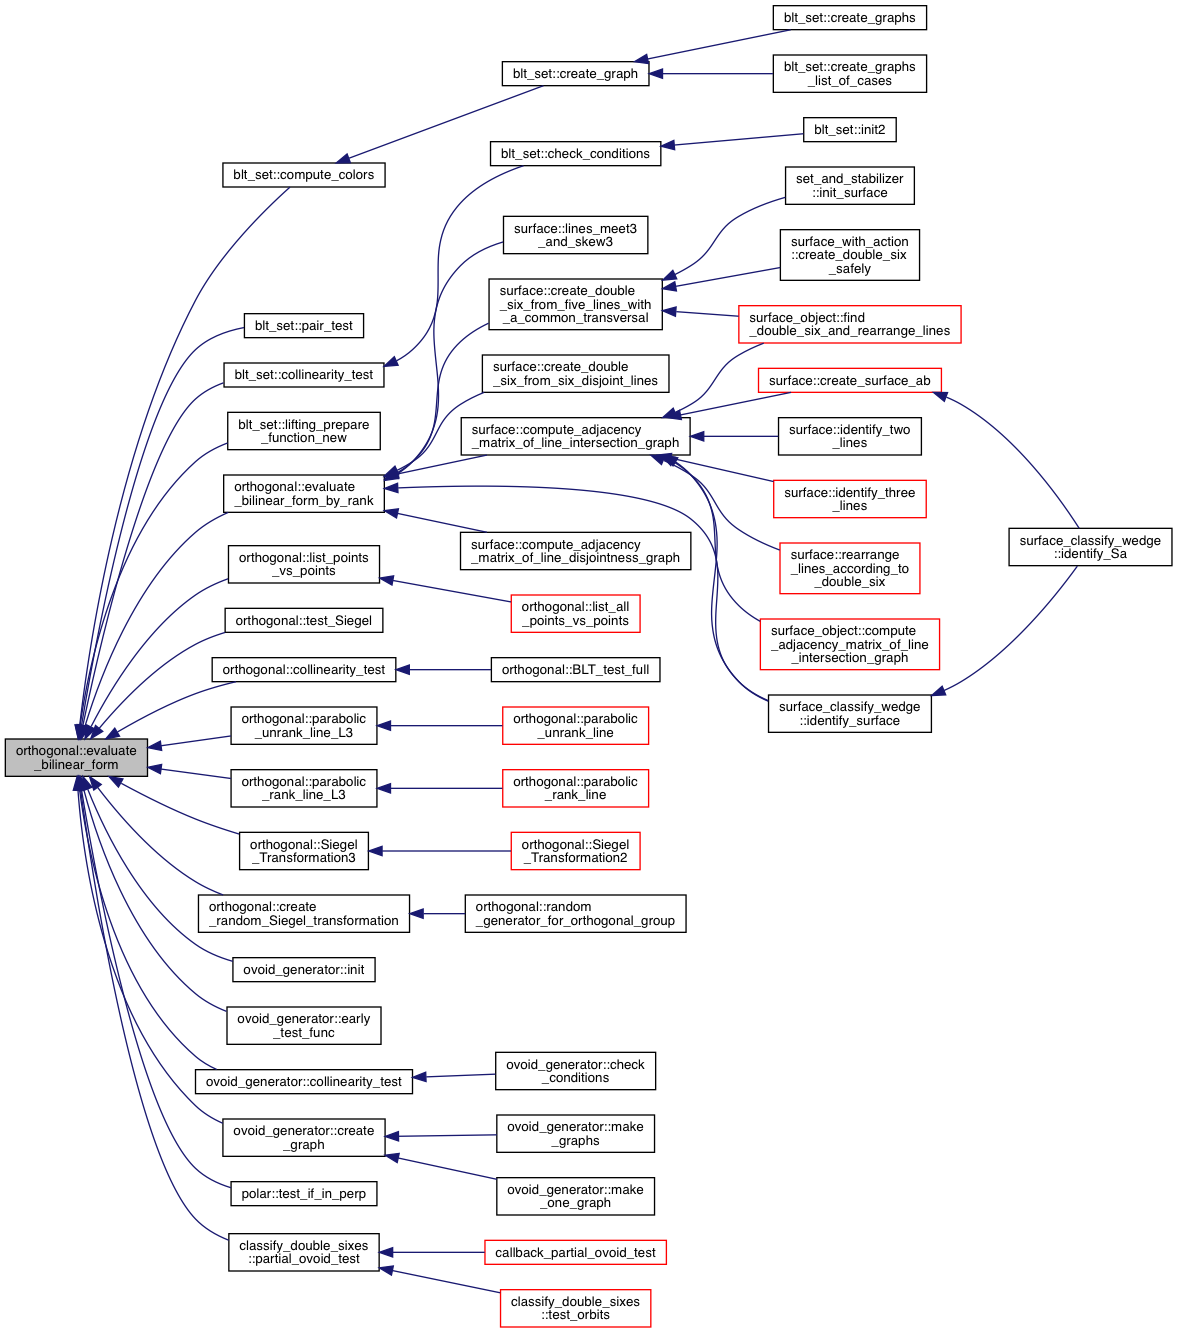 blt_set::create_graphs
blt_set::create_graph
blt_set::create_graphs
_list_of_cases
blt_set::init2
blt_set::check_conditions
blt_set::compute_colors
set_and_stabilizer
::init_surface
surface::lines_meet3
_and_skew3
surface_with_action
::create_double_six
_safely
surface::create_double
_six_from_five_lines_with
_a_common_transversal
blt_set::pair_test
surface_object::find
_double_six_and_rearrange_lines
blt_set::collinearity_test
surface::create_double
_six_from_six_disjoint_lines
surface::create_surface_ab
blt_set::lifting_prepare
_function_new
surface::compute_adjacency
_matrix_of_line_intersection_graph
surface::identify_two
_lines
orthogonal::evaluate
_bilinear_form_by_rank
surface::identify_three
_lines
surface::compute_adjacency
_matrix_of_line_disjointness_graph
surface_classify_wedge
::identify_Sa
orthogonal::list_points
_vs_points
surface::rearrange
_lines_according_to
_double_six
orthogonal::list_all
_points_vs_points
orthogonal::test_Siegel
surface_object::compute
_adjacency_matrix_of_line
_intersection_graph
orthogonal::collinearity_test
orthogonal::BLT_test_full
surface_classify_wedge
::identify_surface
orthogonal::parabolic
_unrank_line_L3
orthogonal::parabolic
_unrank_line
orthogonal::evaluate
_bilinear_form
orthogonal::parabolic
_rank_line_L3
orthogonal::parabolic
_rank_line
orthogonal::Siegel
_Transformation3
orthogonal::Siegel
_Transformation2
orthogonal::create
_random_Siegel_transformation
orthogonal::random
_generator_for_orthogonal_group
ovoid_generator::init
ovoid_generator::early
_test_func
ovoid_generator::collinearity_test
ovoid_generator::check
_conditions
ovoid_generator::create
_graph
ovoid_generator::make
_graphs
polar::test_if_in_perp
ovoid_generator::make
_one_graph
classify_double_sixes
::partial_ovoid_test
callback_partial_ovoid_test
classify_double_sixes
::test_orbits